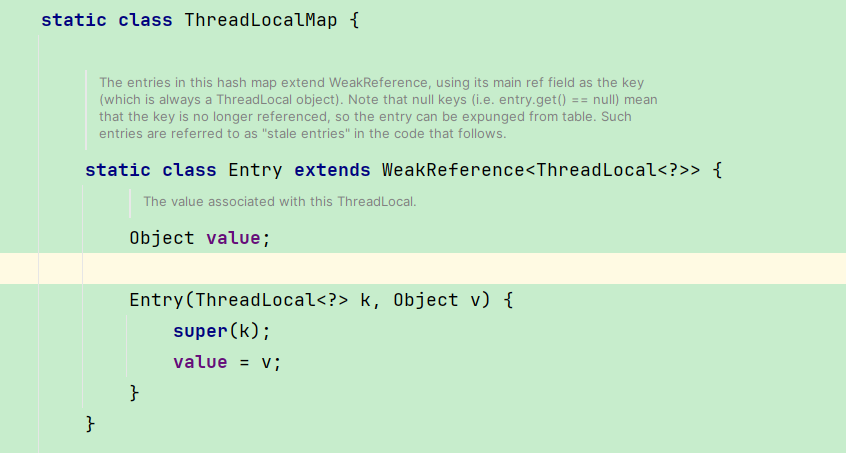 static class ThreadLocalMap {
The entries in this hash map extend WeakReference, using its main ref field as the key
(which is always a ThreadLocal object). Note that null keys (i.e. entry.get() == null) mean
that the key is no longer referenced, so the entry can be expunged from table. Such
entries are referred to as "stale entries" in the code that follows.
static class Entry extends WeakReference<ThreadLocal<?>> {
The value associated with this ThreadLocal.
Object value;
Entry(ThreadLocal<?> k, Object v) {
super(k);
value = v;
}
}